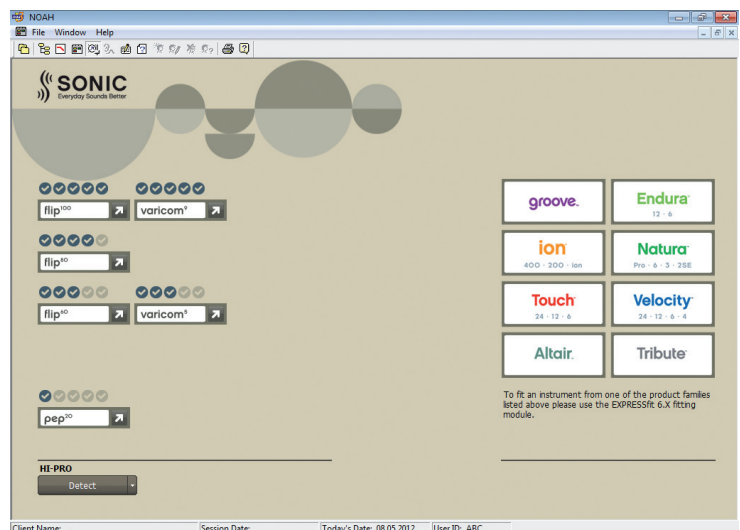 NOAH
File Window Help
SONIC
Everyday Sounds Better
flip¹⁰⁰
varicom⁹
flip⁸⁰
flip⁶⁰
varicom⁵
pep²⁰
groove.
Endura
12 · 6
ion
400 · 200 · ion
Natura
Pro · 6 · 3 · 2SE
Touch
24 · 12 · 6
Velocity
24 · 12 · 6 · 4
Altair.
Tribute
To fit an instrument from one of the product families
listed above please use the EXPRESSfit 6.X fitting
module.
HI-PRO
Detect
Client Name: Session Date: Today's Date: 08.05.2012 User ID: ABC